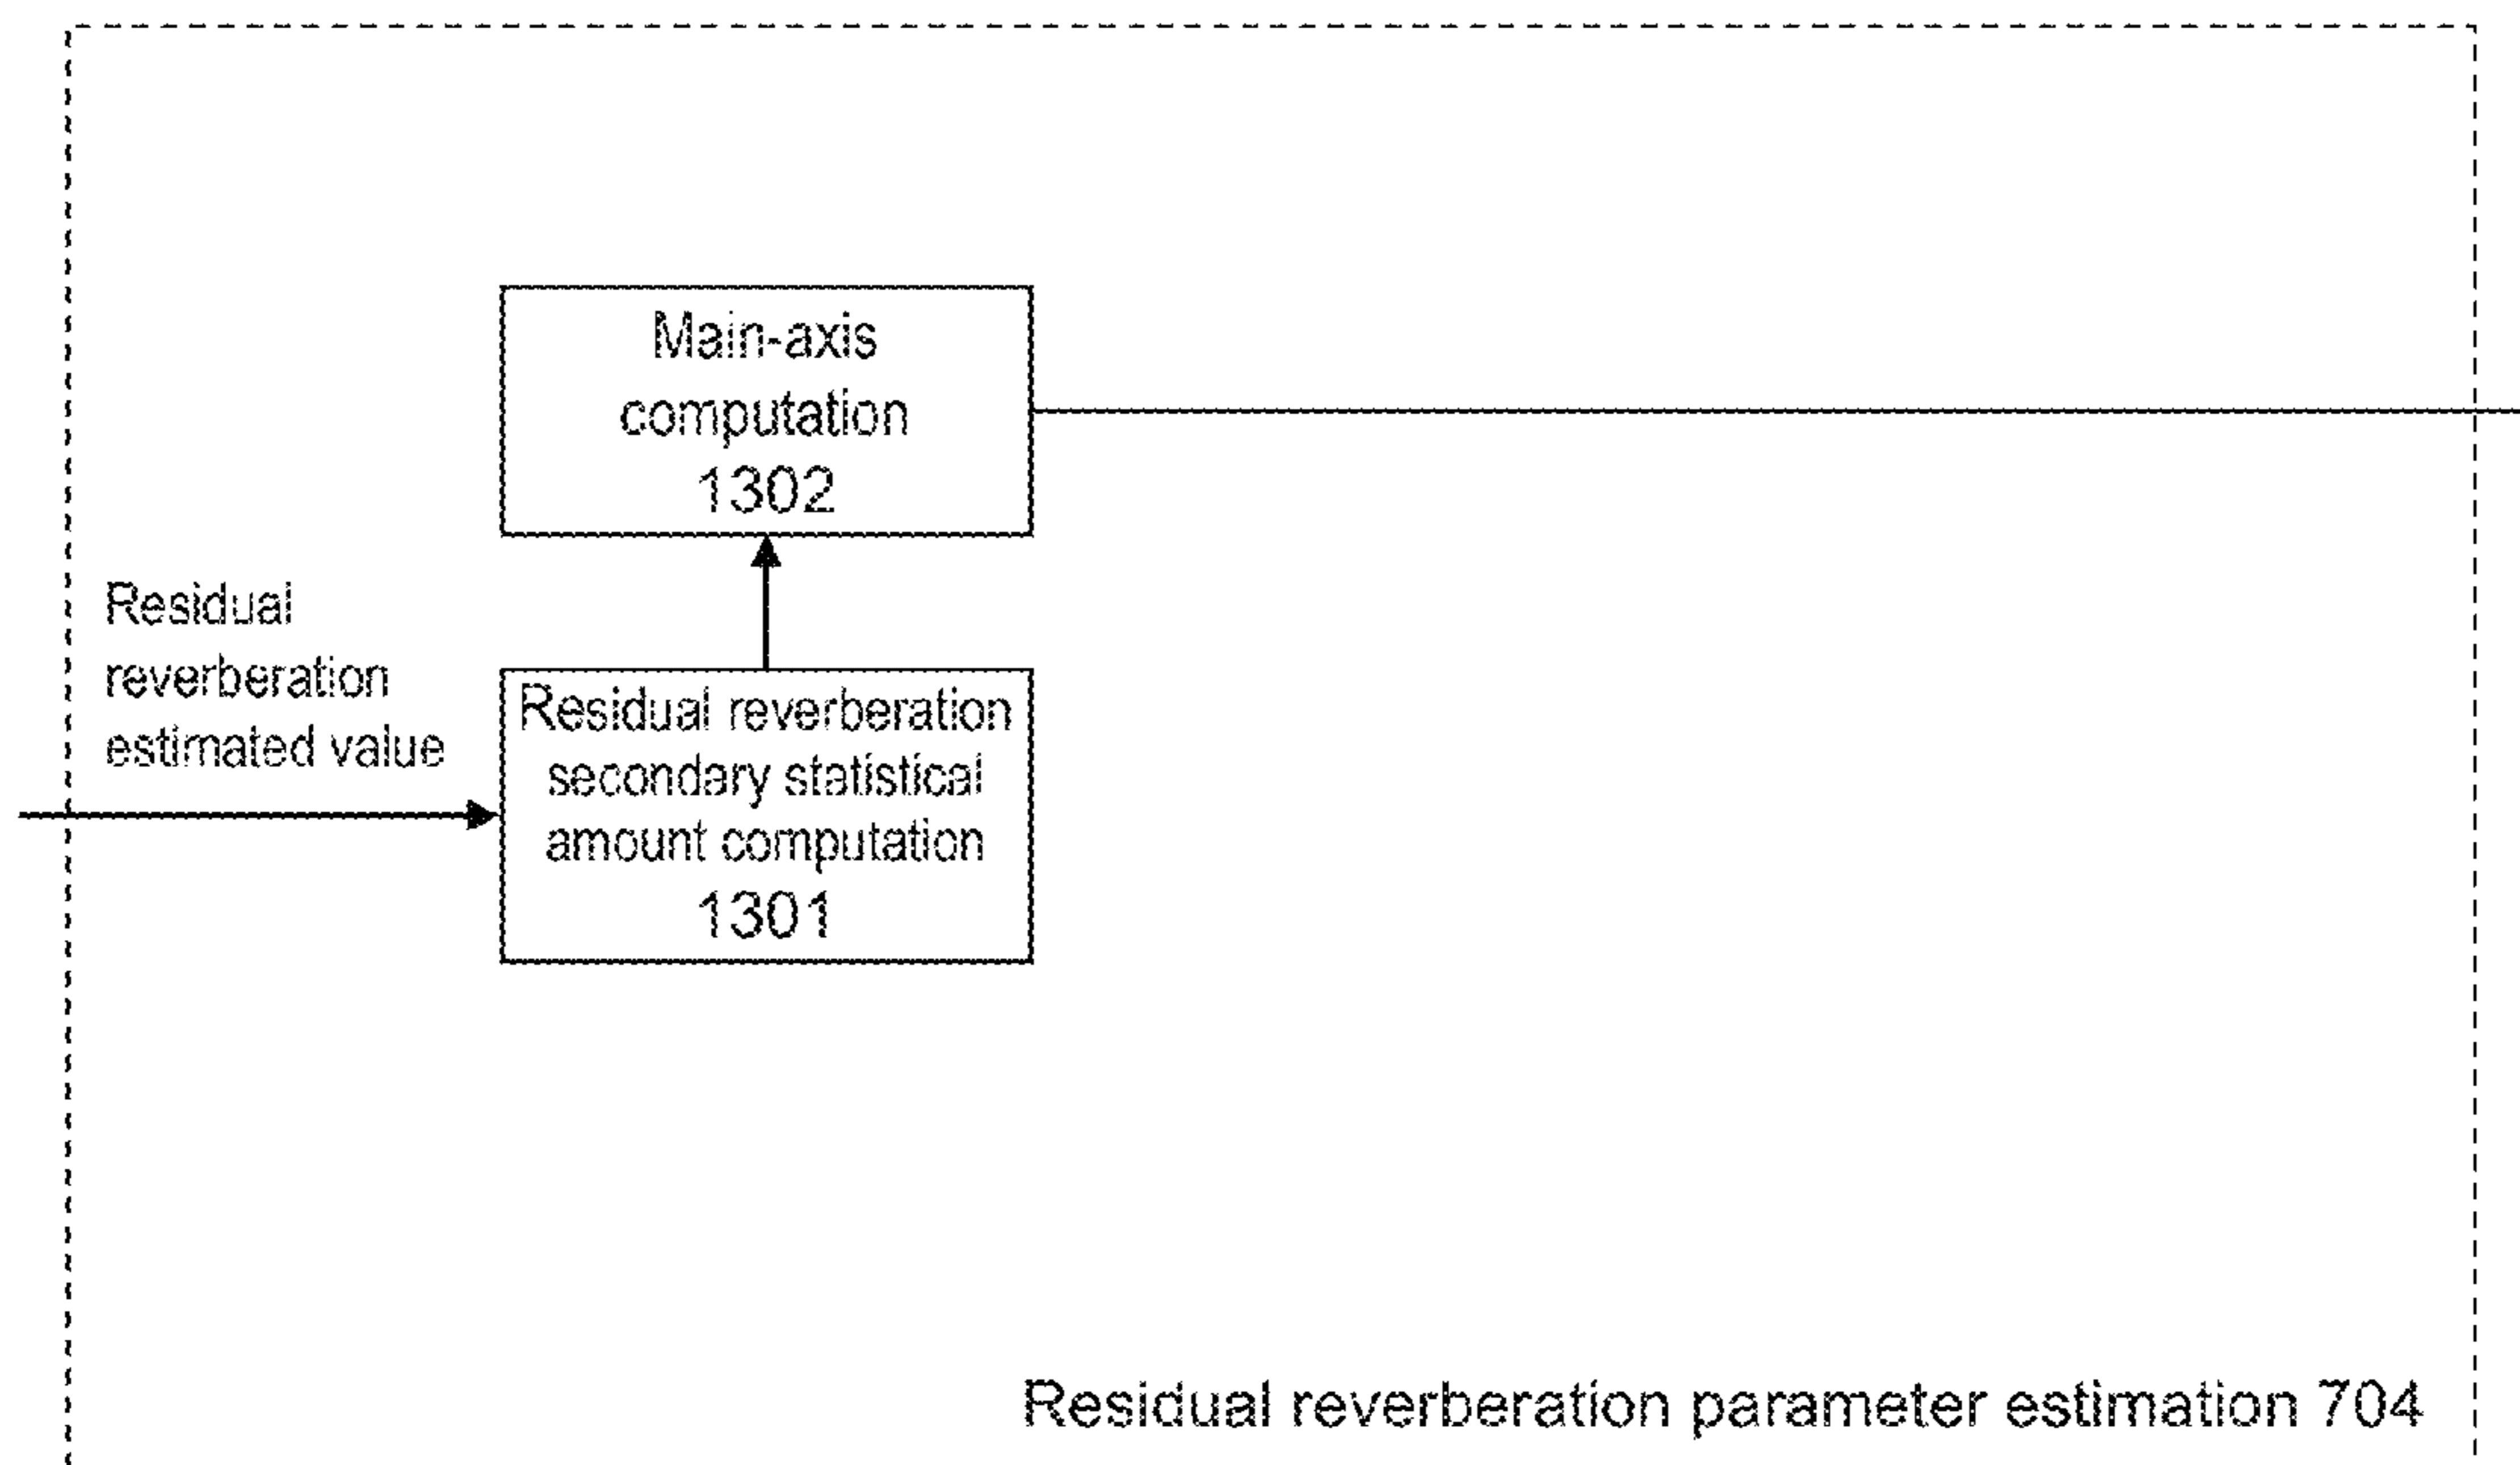 Main-axis
computation
1302
Residual
reverberation
estimated value
Residual reverberation
secondary statistical
amount computation
1301
Residual reverberation parameter estimation 704